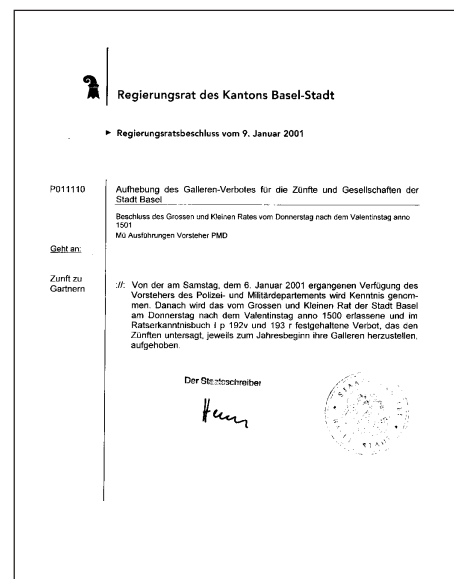 Regierungsrat des Kantons Basel-Stadt
► Regierungsratsbeschluss vom 9. Januar 2001
P011110
Aufhebung des Galleren-Verbotes für die Zünfte und Gesellschaften der
Stadt Basel
Beschluss des Grossen und Kleinen Rates vom Donnerstag nach dem Valentinstag anno
1501
Mü Ausführungen Vorsteher PMD
Geht an:
Zunft zu
Gartnern
://: Von der am Samstag, dem 6. Januar 2001 ergangenen Verfügung des
Vorstehers des Polizei- und Militärdepartements wird Kenntnis genom-
men. Danach wird das vom Grossen und Kleinen Rat der Stadt Basel
am Donnerstag nach dem Valentinstag anno 1500 erlassene und im
Ratserkanntnisbuch I p 192v und 193 r festgehaltene Verbot, das den
Zünften untersagt, jeweils zum Jahresbeginn ihre Galleren herzustellen,
aufgehoben.
Der Staatsschreiber